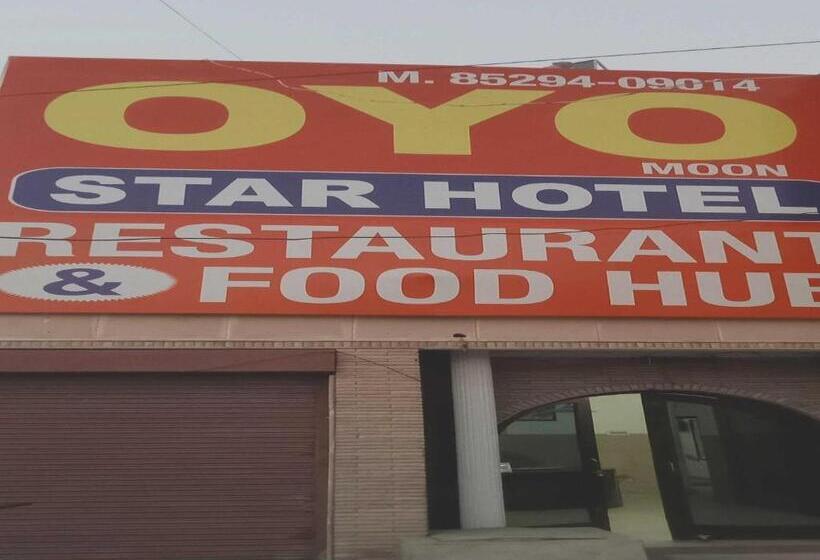 M. 85294-09014
OYO
MOON
STAR HOTEL
RESTAURANT
& FOOD HUB